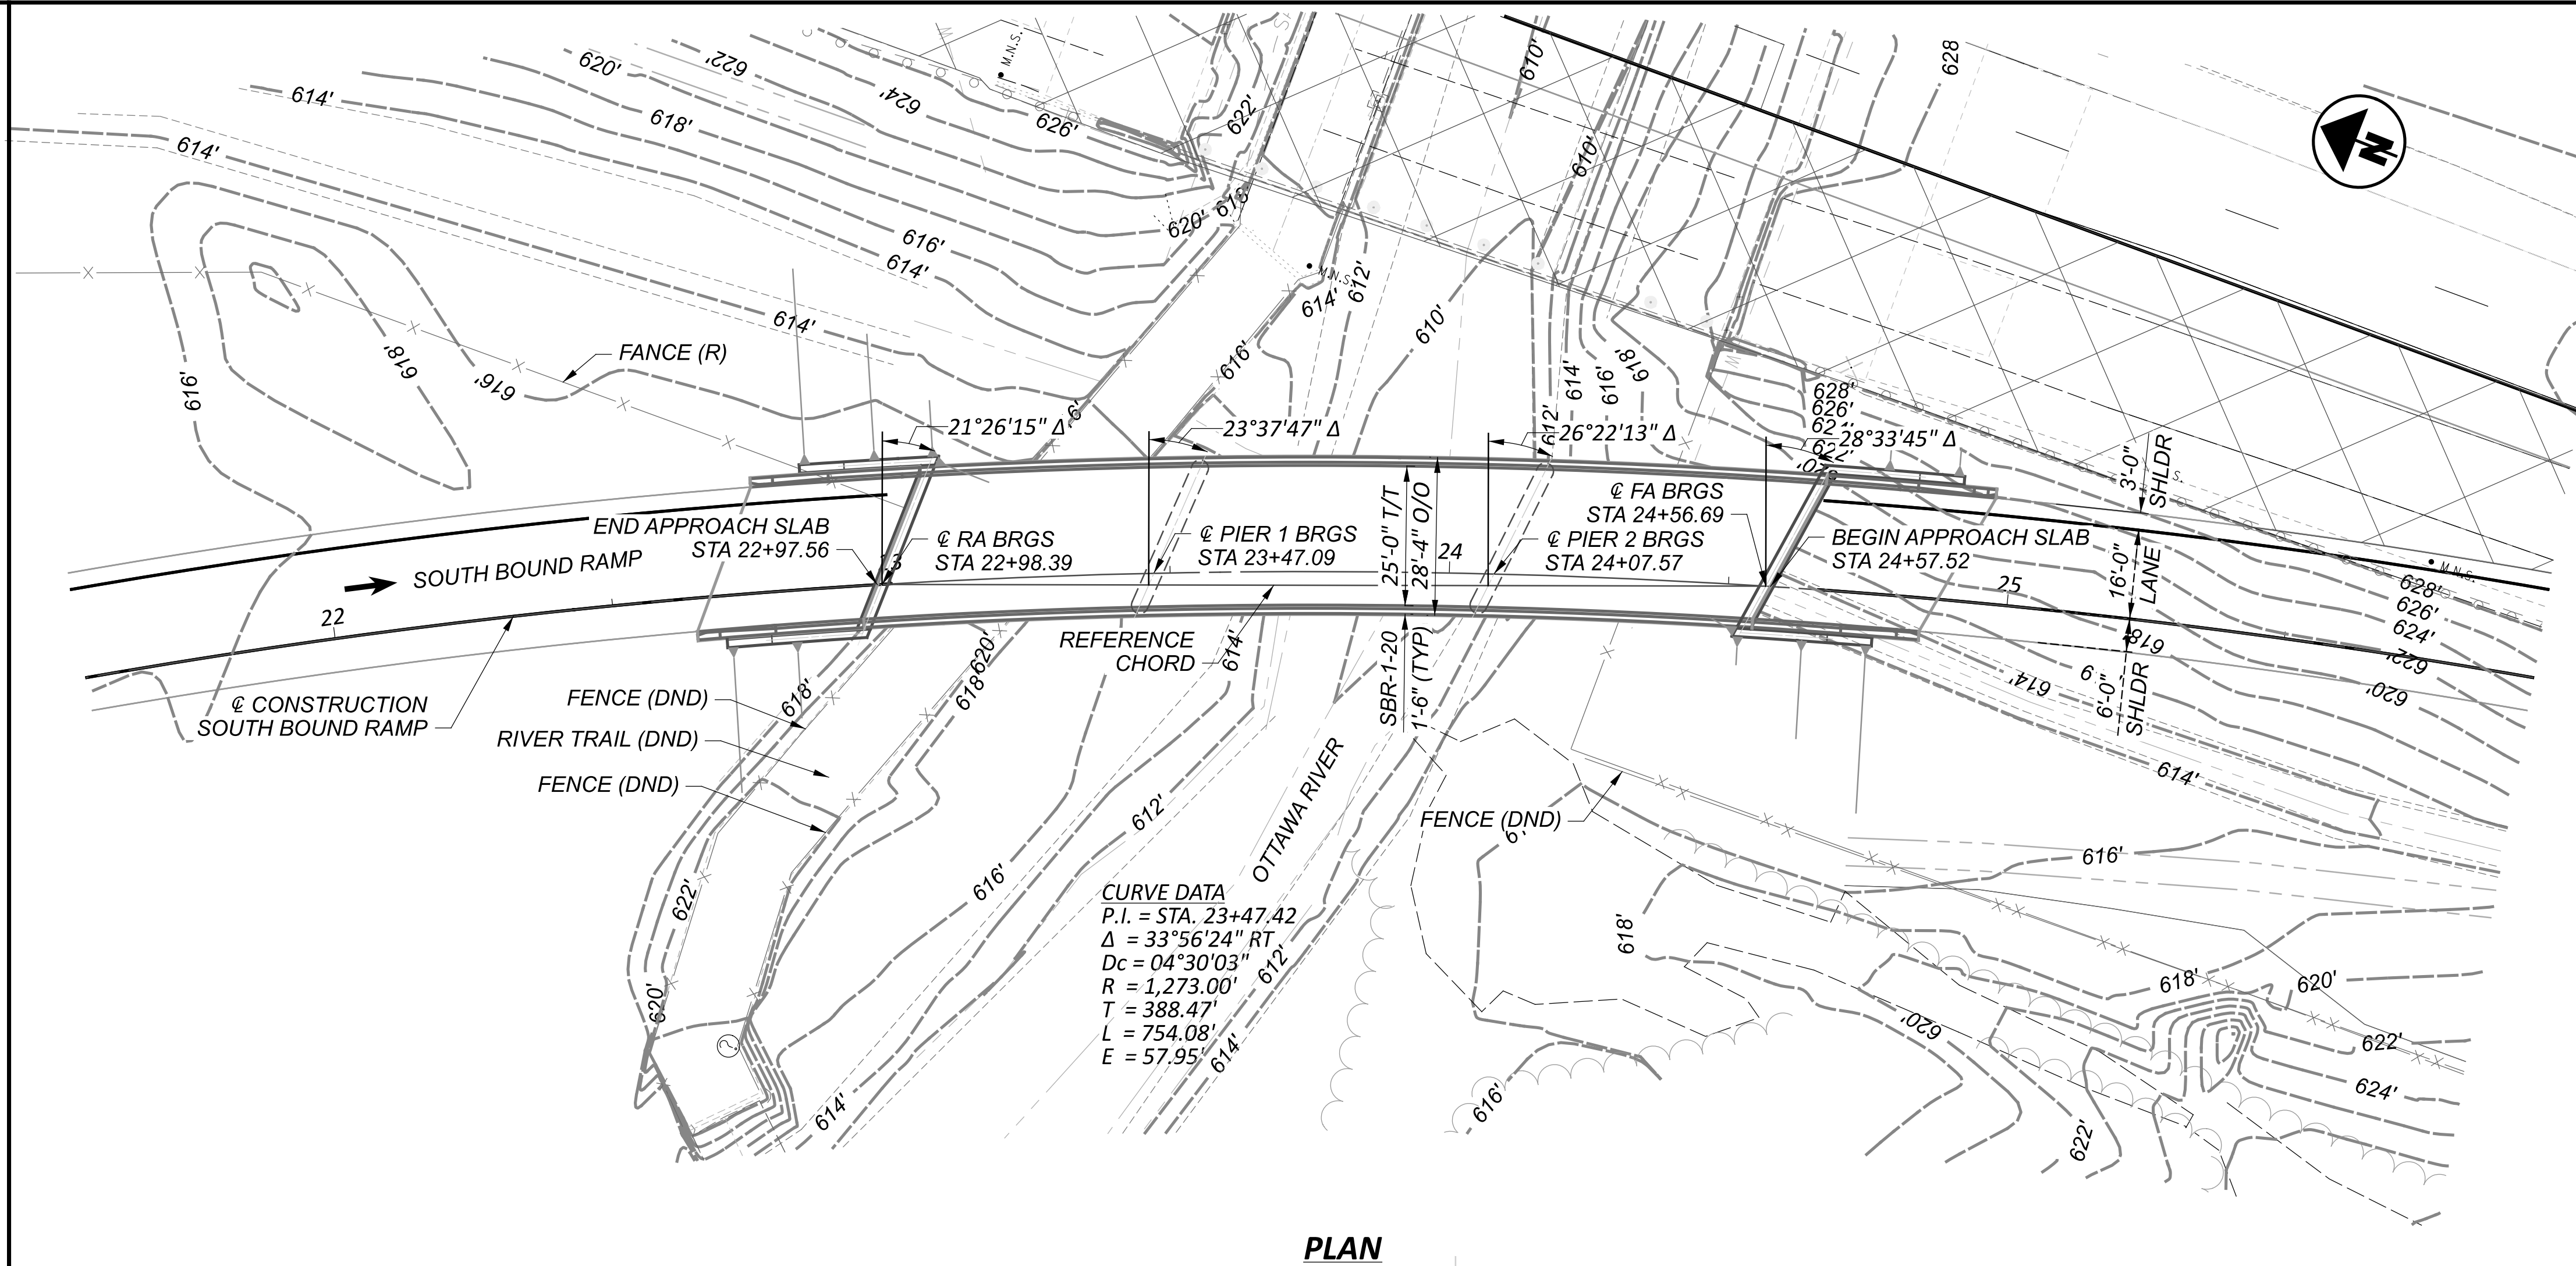 614'
614'
620'
622'
624'
618'
626'
M.N.S.
622'
610'
610'
628
N
616'
614'
620'
618'
M.N.S.
614'
612'
610'
614'
616'
618'
616'
618'
616'
FANCE (R)
614'
616'
612'
628'
626'
622'
620'
21°26'15" Δ
23°37'47" Δ
26°22'13" Δ
28°33'45" Δ
3'-0"
SHLDR
END APPROACH SLAB
STA 22+97.56
℄ RA BRGS
STA 22+98.39
℄ PIER 1 BRGS
STA 23+47.09
25'-0" T/T
28'-4" O/O
24
℄ FA BRGS
STA 24+56.69
℄ PIER 2 BRGS
STA 24+07.57
BEGIN APPROACH SLAB
STA 24+57.52
16'-0"
LANE
25
M.N.S.
SOUTH BOUND RAMP
22
REFERENCE
CHORD
614'
SBR-1-20
1'-6" (TYP)
628'
626'
624'
622'
620'
618'
614'
6'-0"
SHLDR
614'
℄ CONSTRUCTION
SOUTH BOUND RAMP
FENCE (DND)
RIVER TRAIL (DND)
FENCE (DND)
618'
618'
620'
612'
OTTAWA RIVER
FENCE (DND)
616'
622'
620'
616'
CURVE DATA
P.I. = STA. 23+47.42
Δ = 33°56'24" RT
Dc = 04°30'03"
R = 1,273.00'
T = 388.47'
L = 754.08'
E = 57.95'
612'
614'
614'
618'
618'
620'
620'
622'
624'
616'
622'
PLAN